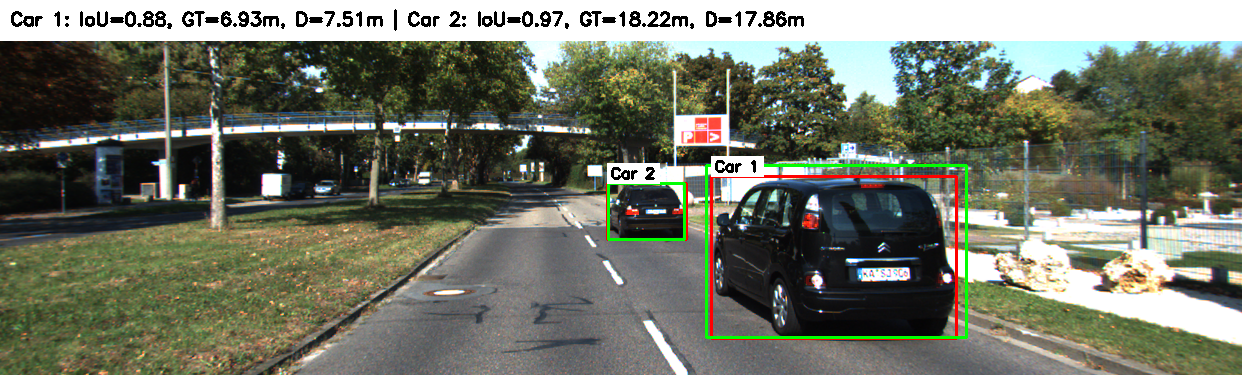 Car 1: IoU=0.88, GT=6.93m, D=7.51m | Car 2: IoU=0.97, GT=18.22m, D=17.86m
Car 2
Car 1
P